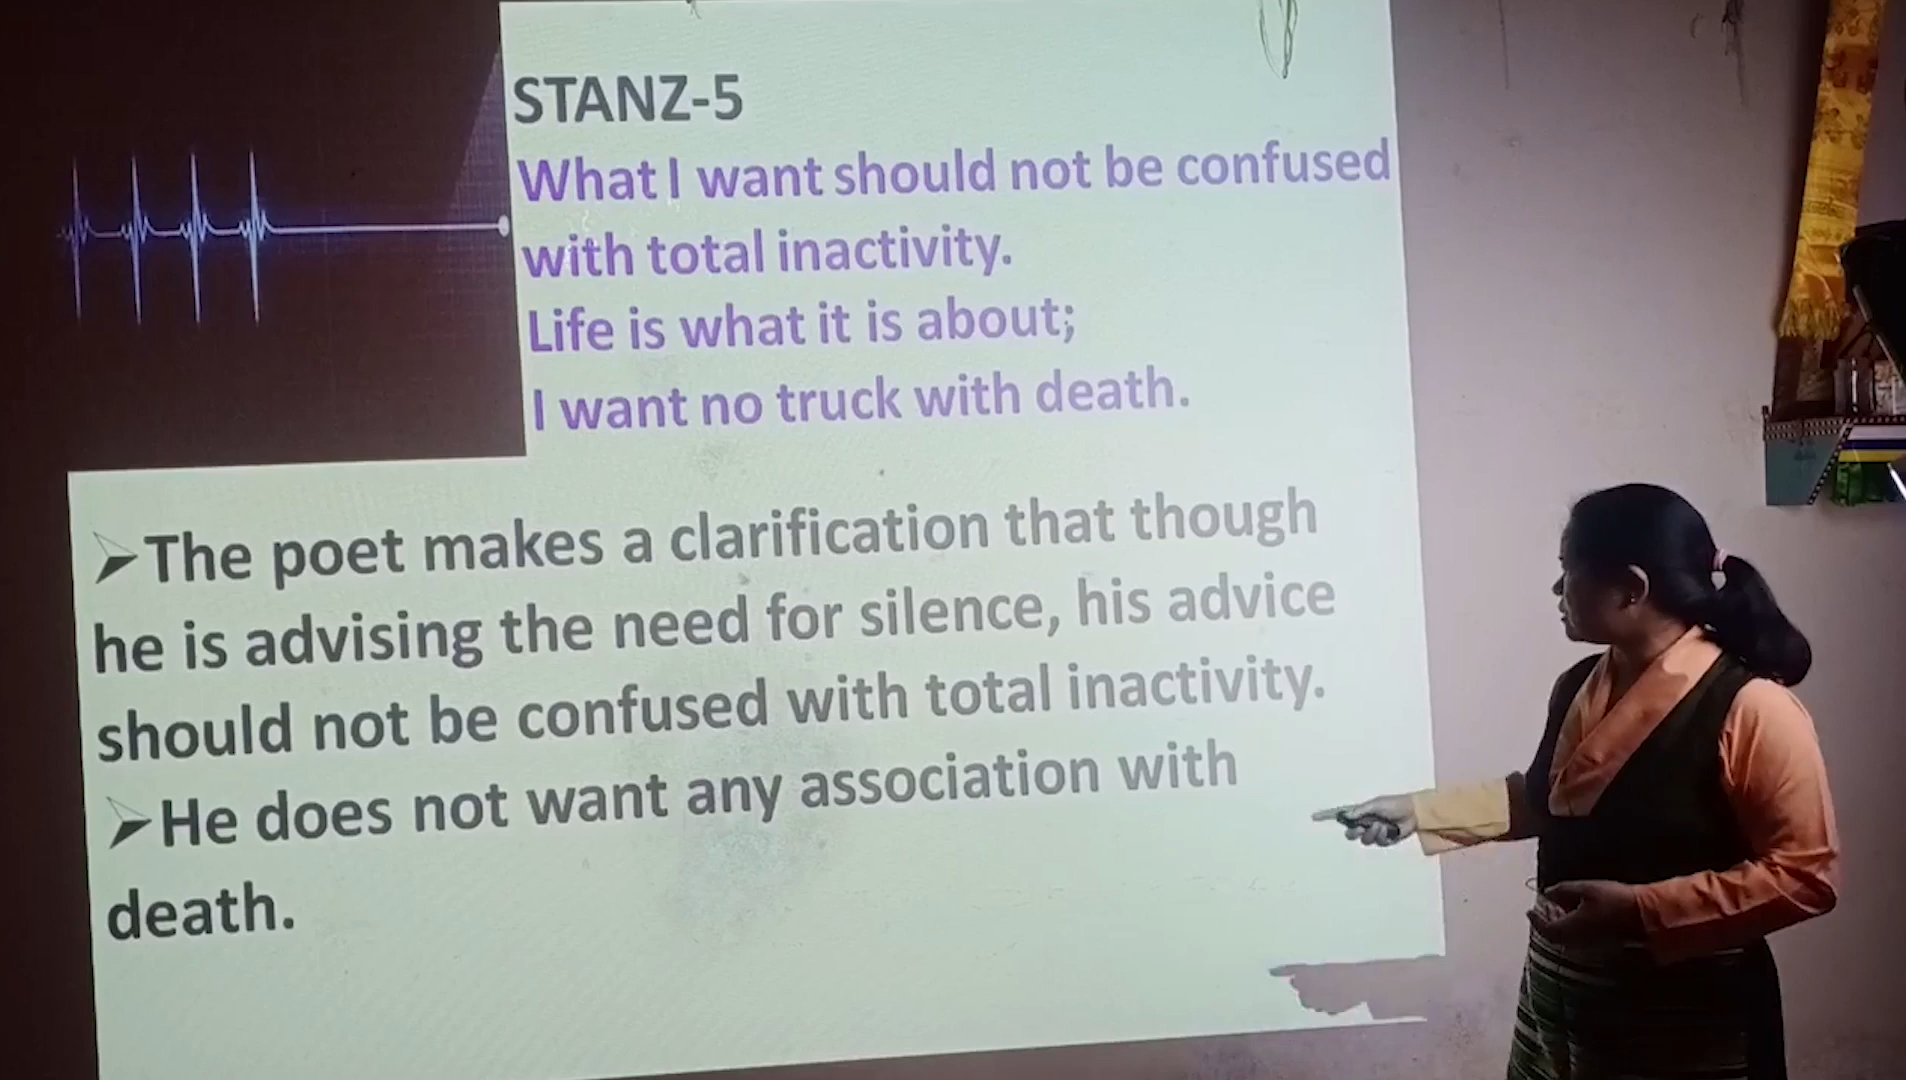 STANZ-5
What I want should not be confused
with total inactivity.
Life is what it is about;
I want no truck with death.
➢The poet makes a clarification that though
he is advising the need for silence, his advice
should not be confused with total inactivity.
➢He does not want any association with
death.